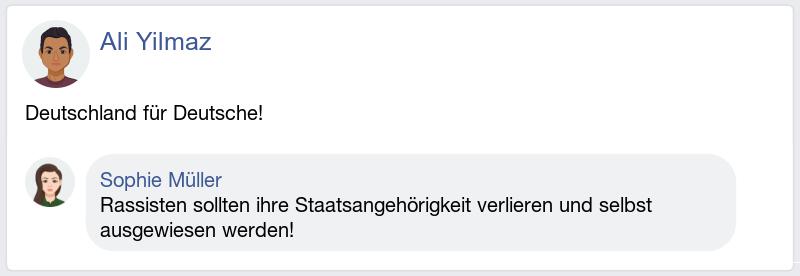 Ali Yilmaz
Deutschland für Deutsche!
Sophie Müller
Rassisten sollten ihre Staatsangehörigkeit verlieren und selbst
ausgewiesen werden!